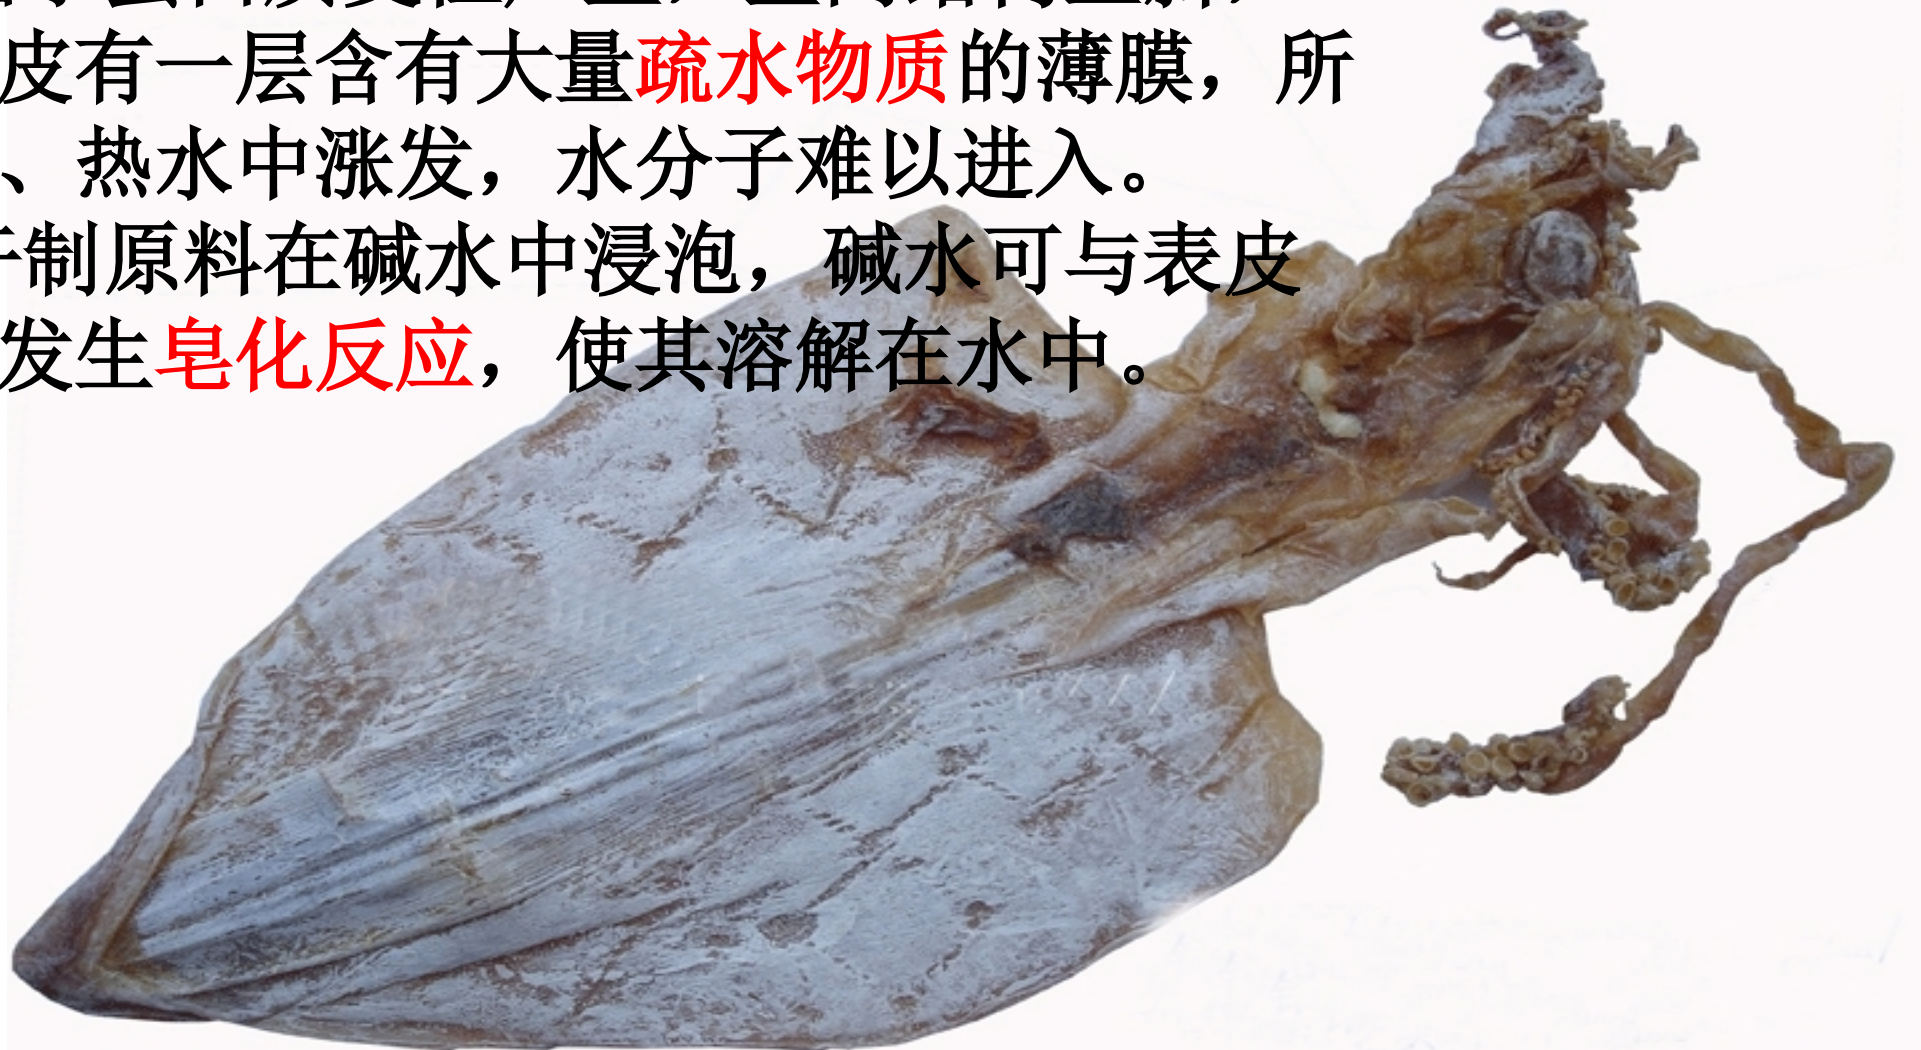 皮有一层含有大量疏水物质的薄膜，所
、热水中涨发，水分子难以进入。
制原料在碱水中浸泡，碱水可与表皮
发生皂化反应，使其溶解在水中。